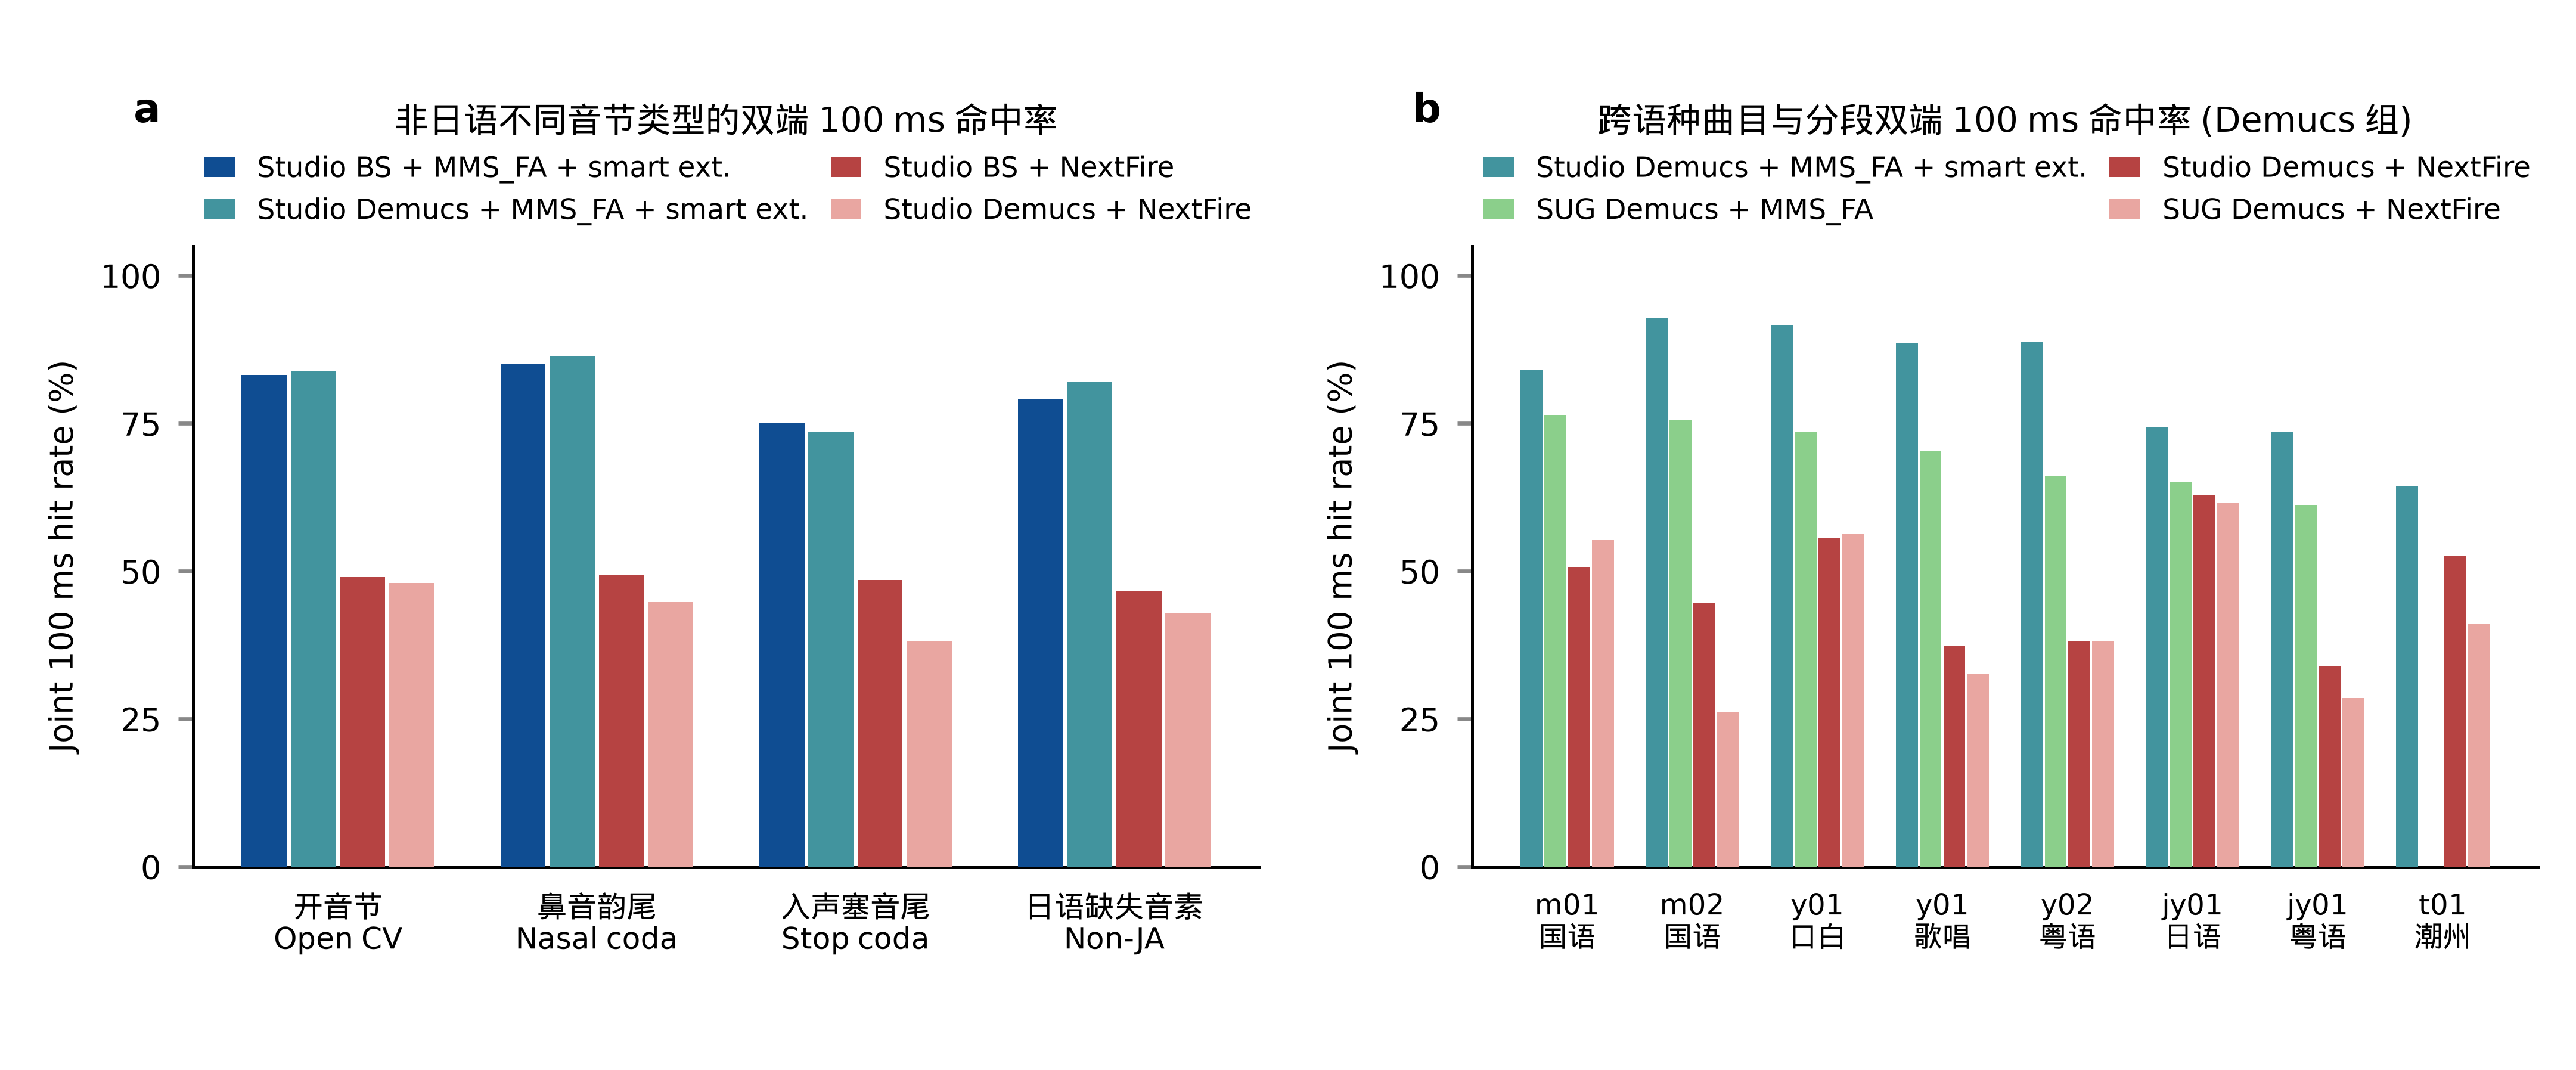 a
非日语不同音节类型的双端 100 ms 命中率
Studio BS + MMS_FA + smart ext.
Studio Demucs + MMS_FA + smart ext.
Studio BS + NextFire
Studio Demucs + NextFire
Joint 100 ms hit rate (%)
100
75
50
25
0
开音节
Open CV
鼻音韵尾
Nasal coda
入声塞音尾
Stop coda
日语缺失音素
Non-JA
b
跨语种曲目与分段双端 100 ms 命中率 (Demucs 组)
Studio Demucs + MMS_FA + smart ext.
SUG Demucs + MMS_FA
Studio Demucs + NextFire
SUG Demucs + NextFire
Joint 100 ms hit rate (%)
100
75
50
25
0
m01
国语
m02
国语
y01
口白
y01
歌唱
y02
粤语
jy01
日语
jy01
粤语
t01
潮州